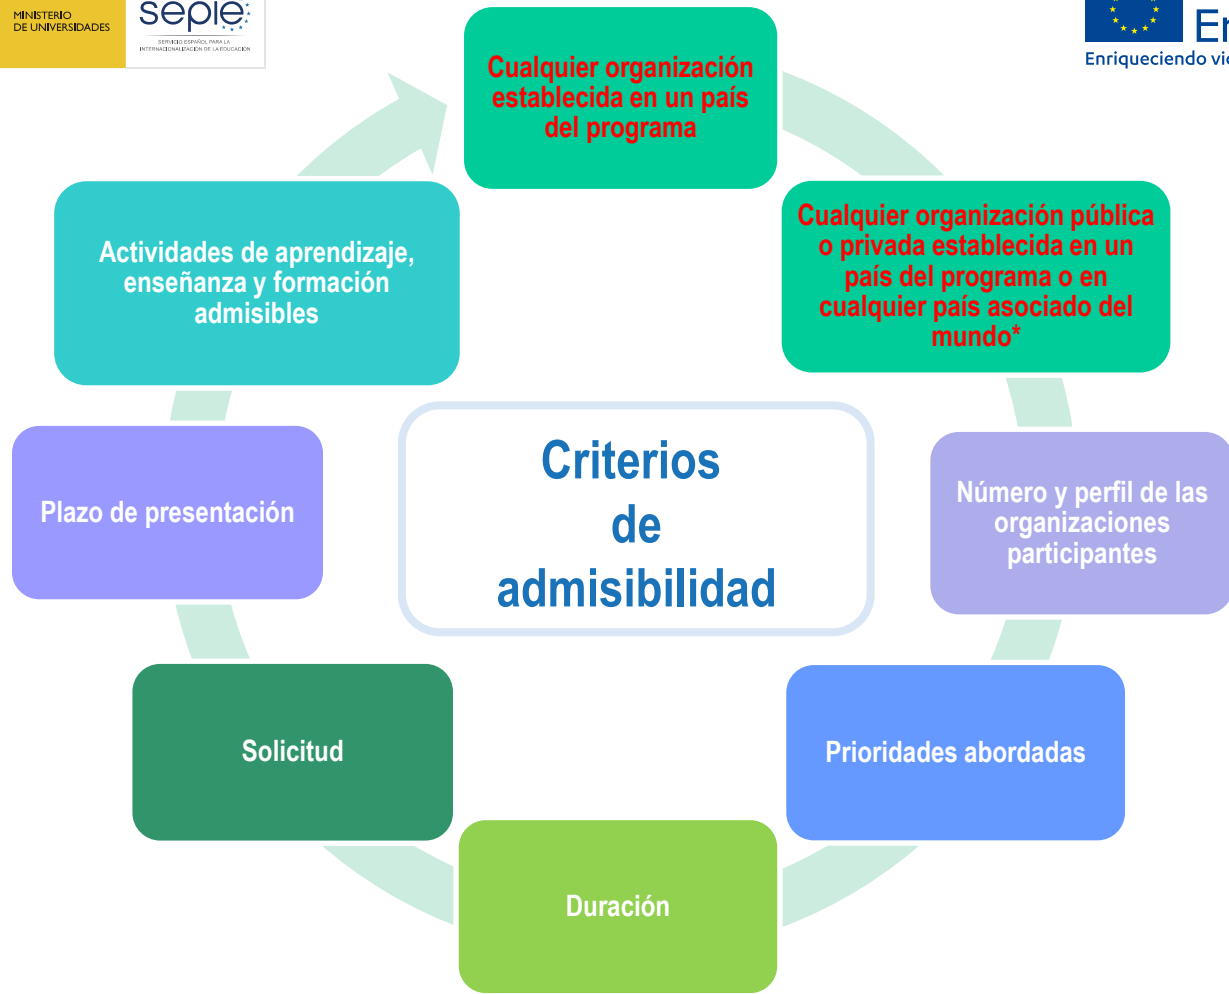 MINISTERIO
DE UNIVERSIDADES
sepie
SERVICIO ESPAÑOL PARA LA
INTERNACIONALIZACIÓN DE LA EDUCACIÓN
Enriqueciendo
Cualquier organización
establecida en un país
del programa
Cualquier organización pública
o privada establecida en un
país del programa o en
cualquier país asociado del
mundo*
Número y perfil de las
organizaciones
participantes
Prioridades abordadas
Duración
Solicitud
Plazo de presentación
Actividades de aprendizaje,
enseñanza y formación
admisibles
Criterios
de
admisibilidad